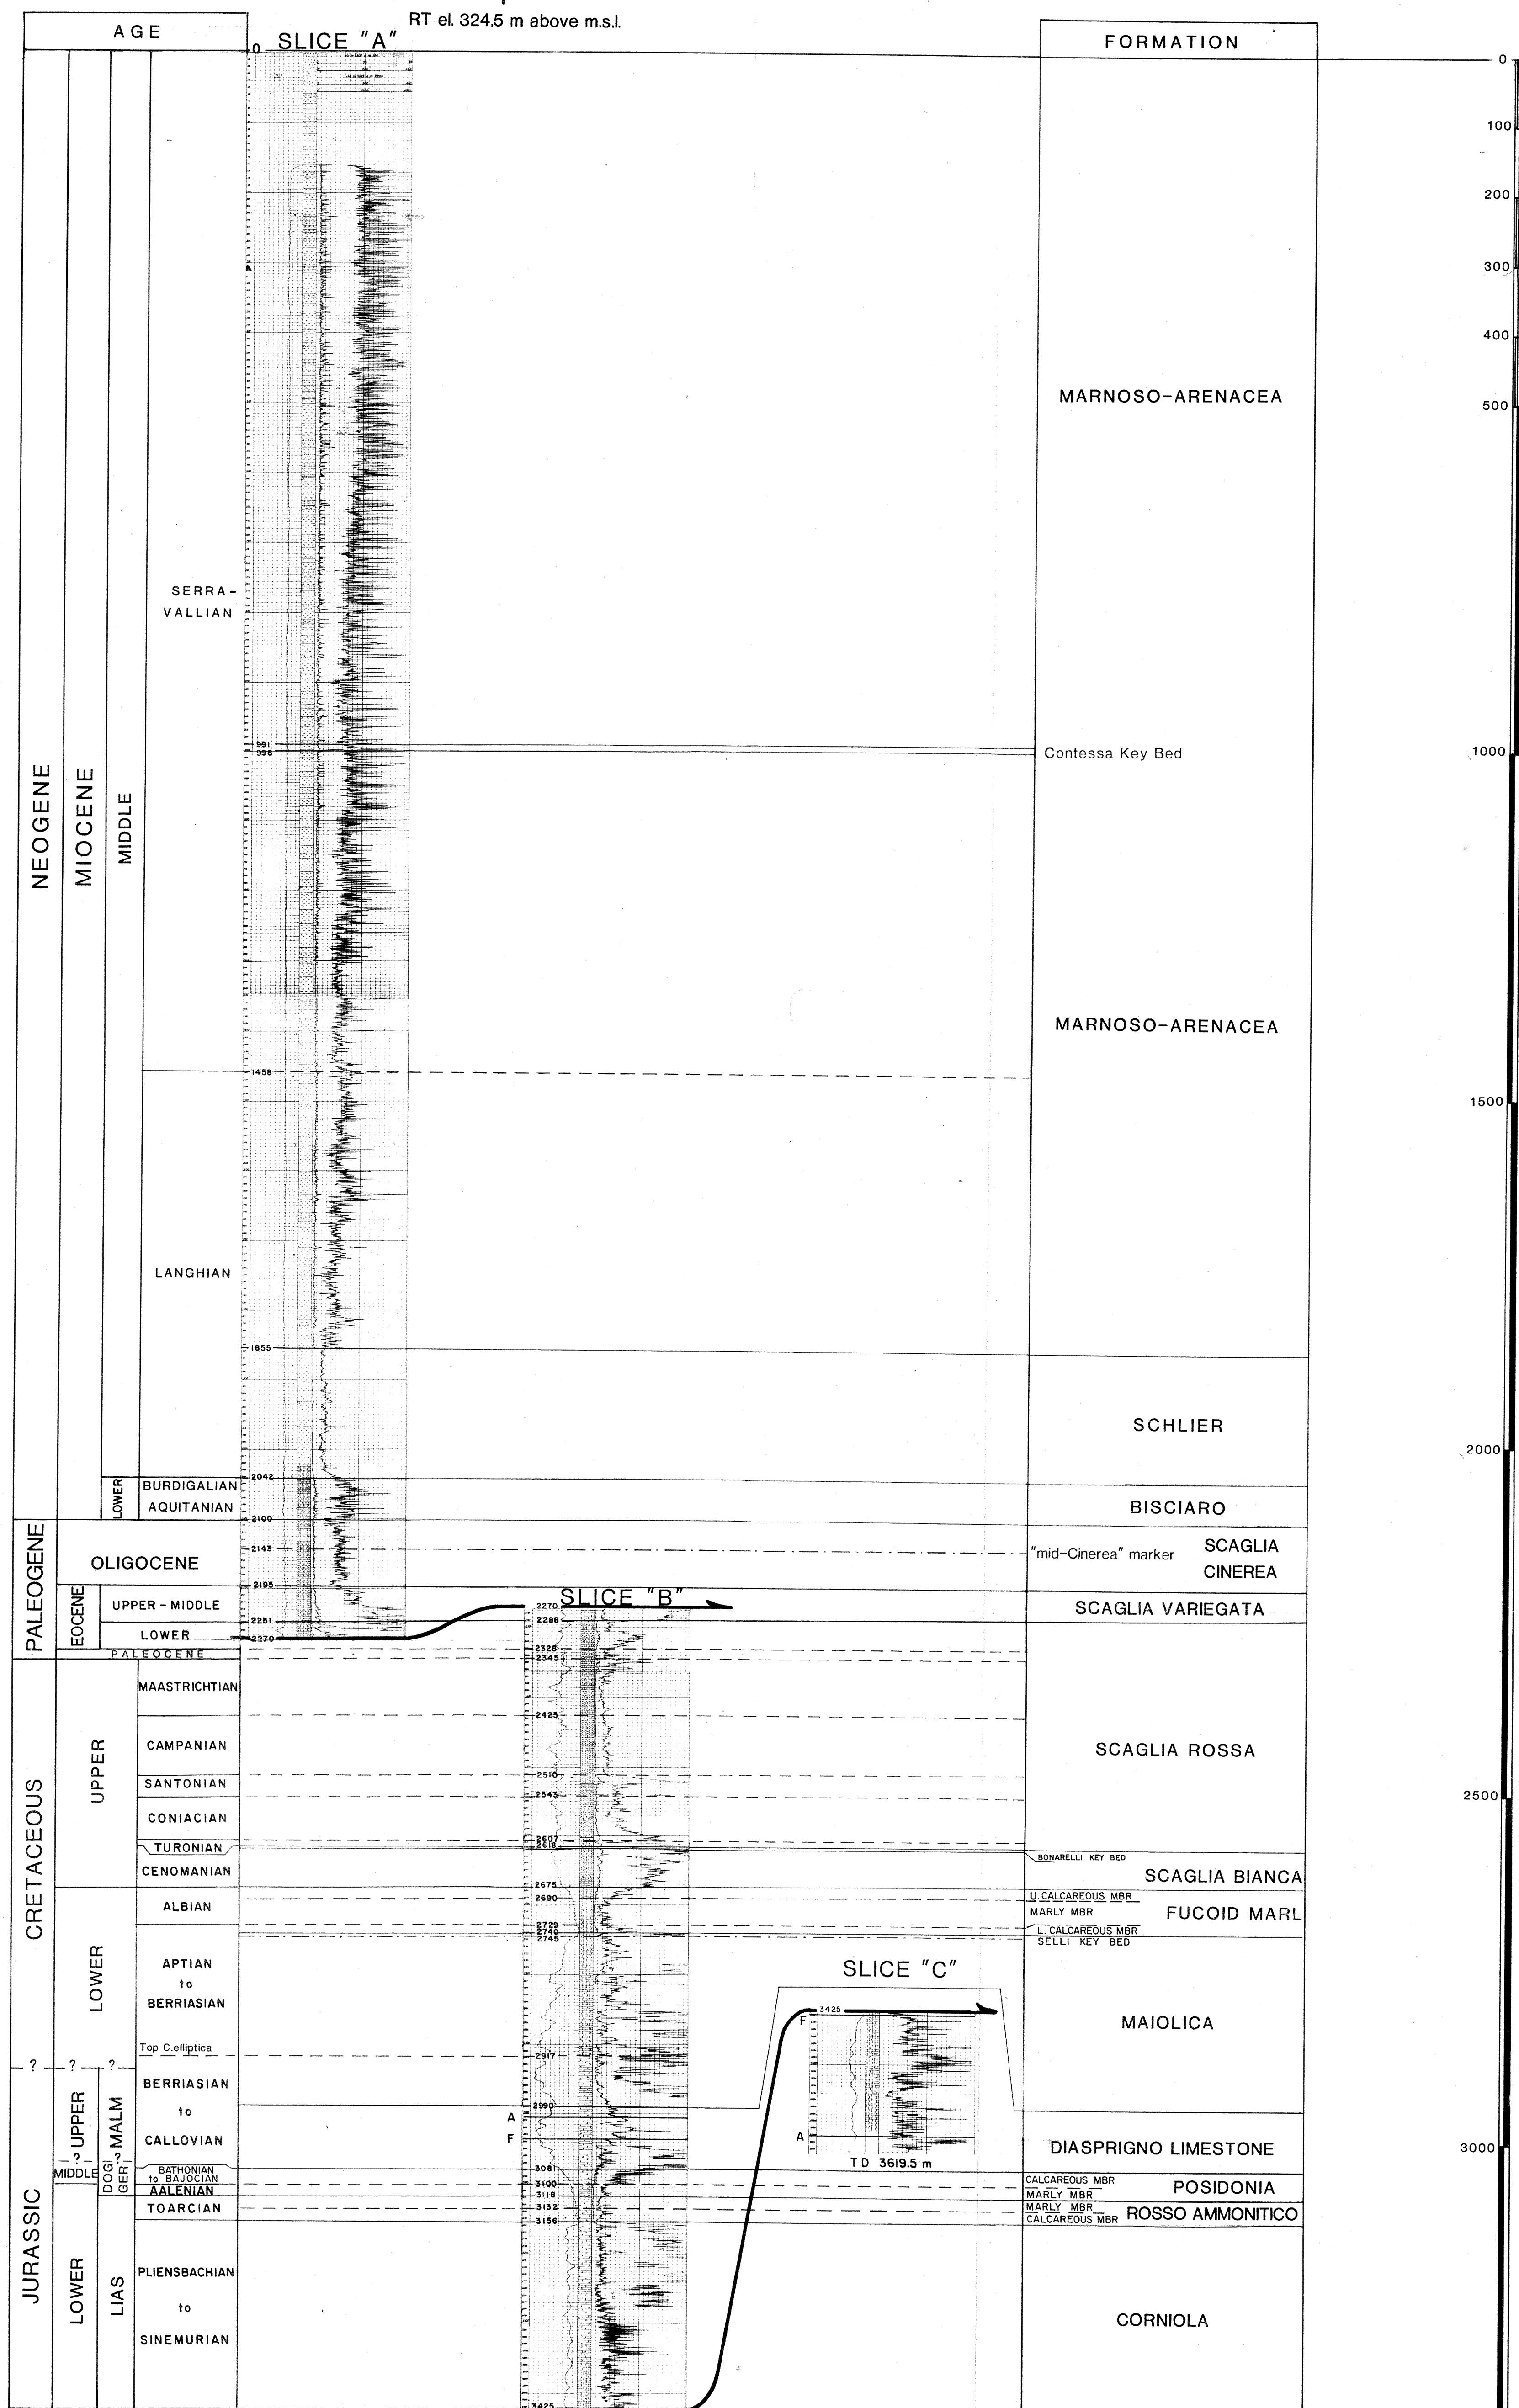 RT el. 324.5 m above m.s.l.
AGE
SLICE "A"
FORMATION
0
0
100
200
300
400
MARNOSO-ARENACEA
500
SERRA-
VALLIAN
991
998
Contessa Key Bed
1000
NEOGENE
MIOCENE
MIDDLE
MARNOSO-ARENACEA
1458
1500
LANGHIAN
1855
SCHLIER
2000
2042
LOWER
BURDIGALIAN
AQUITANIAN
BISCIARO
2100
PALEOGENE
OLIGOCENE
2143
"mid-Cinerea" marker
SCAGLIA
CINEREA
2195
EOCENE
UPPER-MIDDLE
SLICE "B"
2270
SCAGLIA VARIEGATA
2251
2288
LOWER
2270
PALEOCENE
2328
2345
MAASTRICHTIAN
2425
CAMPANIAN
UPPER
SCAGLIA ROSSA
2510
SANTONIAN
2543
2500
CONIACIAN
CRETACEOUS
2607
2618
TURONIAN
BONARELLI KEY BED
CENOMANIAN
SCAGLIA BIANCA
2675
2690
U.CALCAREOUS MBR
ALBIAN
MARLY MBR
FUCOID MARL
2729
2740
2745
L. CALCAREOUS MBR
SELLI KEY BED
LOWER
APTIAN
to
BERRIASIAN
SLICE "C"
3425
F
MAIOLICA
Top C.elliptica
2917
? ? ?
BERRIASIAN
to
CALLOVIAN
UPPER
MALM
2990
A
F
A
TD 3619.5 m
DIASPRIGNO LIMESTONE
3000
? ?
MIDDLE
DOG
GER
BATHONIAN
to BAJOCIAN
3081
CALCAREOUS MBR
POSIDONIA
3100
AALENIAN
3118
MARLY MBR
TOARCIAN
3132
MARLY MBR
CALCAREOUS MBR
ROSSO AMMONITICO
3156
JURASSIC
LOWER
LIAS
PLIENSBACHIAN
to
SINEMURIAN
CORNIOLA
3425